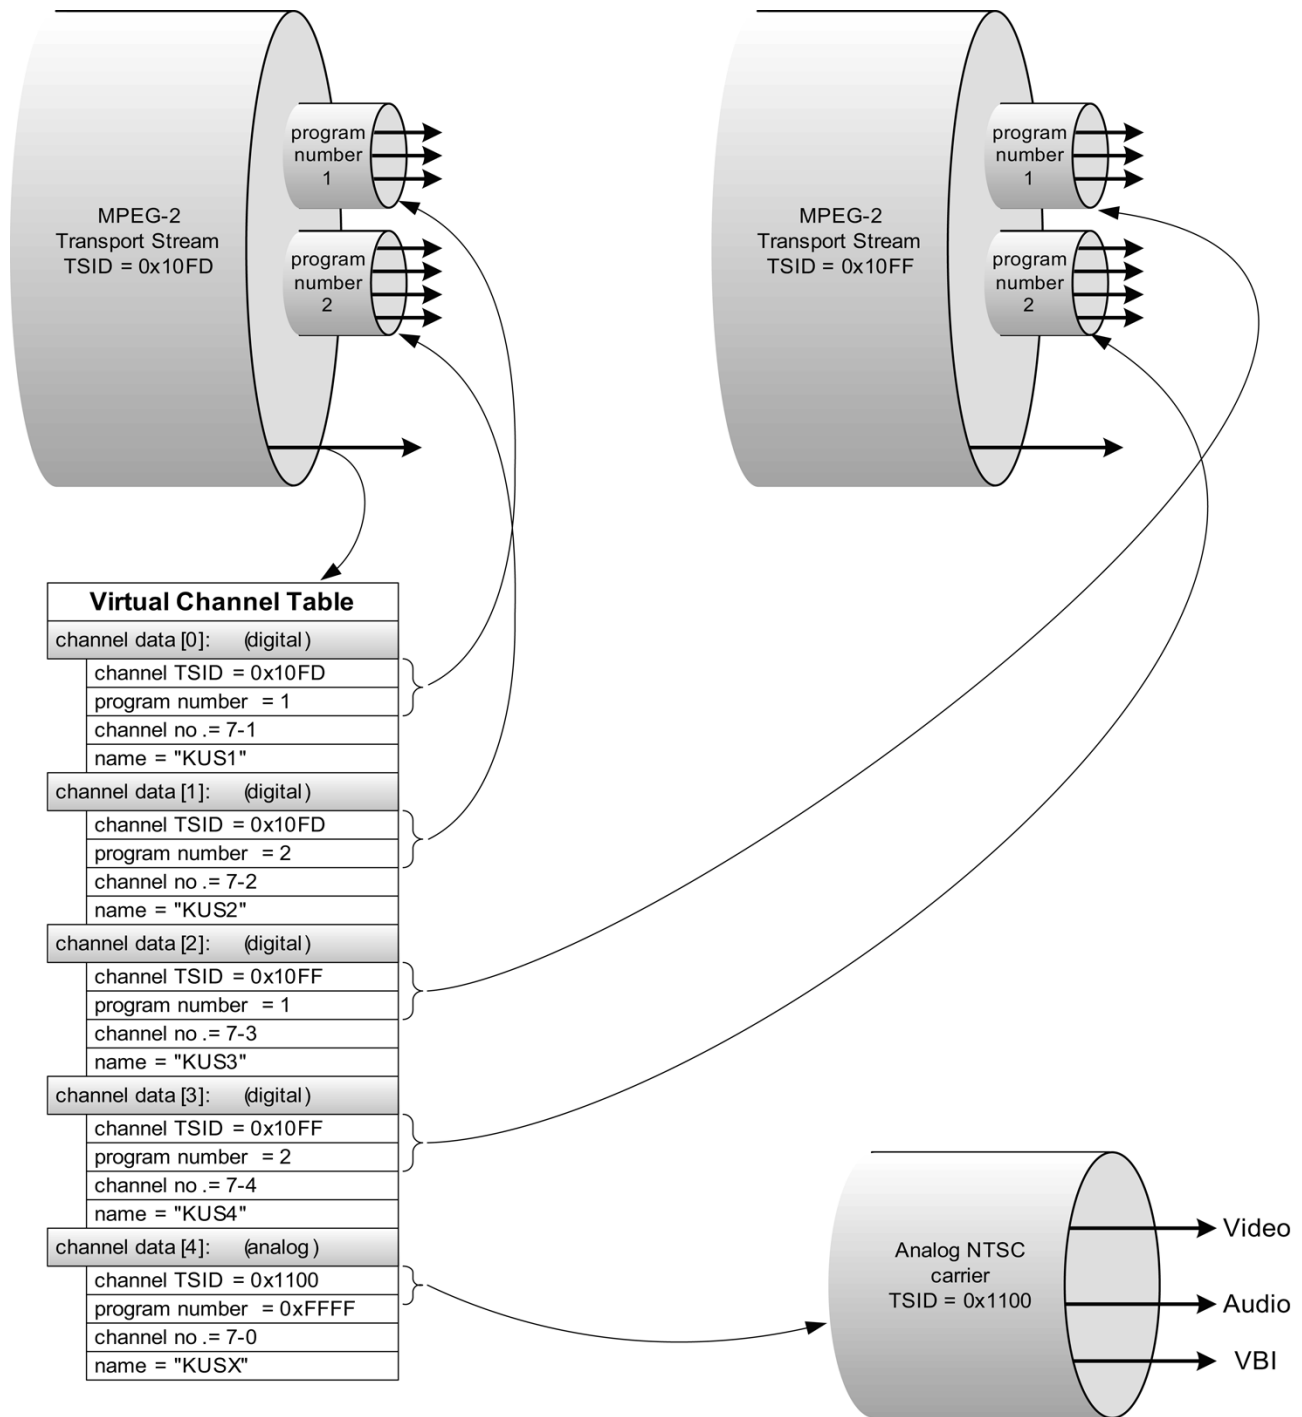 MPEG-2
Transport Stream
TSID = 0x10FD
program
number
1
program
number
2
MPEG-2
Transport Stream
TSID = 0x10FF
program
number
1
program
number
2
Virtual Channel Table
channel data [0]: (digital)
channel TSID = 0x10FD
program number = 1
channel no .= 7-1
name = "KUS1"
channel data [1]: (digital)
channel TSID = 0x10FD
program number = 2
channel no .= 7-2
name = "KUS2"
channel data [2]: (digital)
channel TSID = 0x10FF
program number = 1
channel no .= 7-3
name = "KUS3"
channel data [3]: (digital)
channel TSID = 0x10FF
program number = 2
channel no .= 7-4
name = "KUS4"
channel data [4]: (analog)
channel TSID = 0x1100
program number = 0xFFFF
channel no .= 7-0
name = "KUSX"
Analog NTSC
carrier
TSID = 0x1100
Video
Audio
VBI